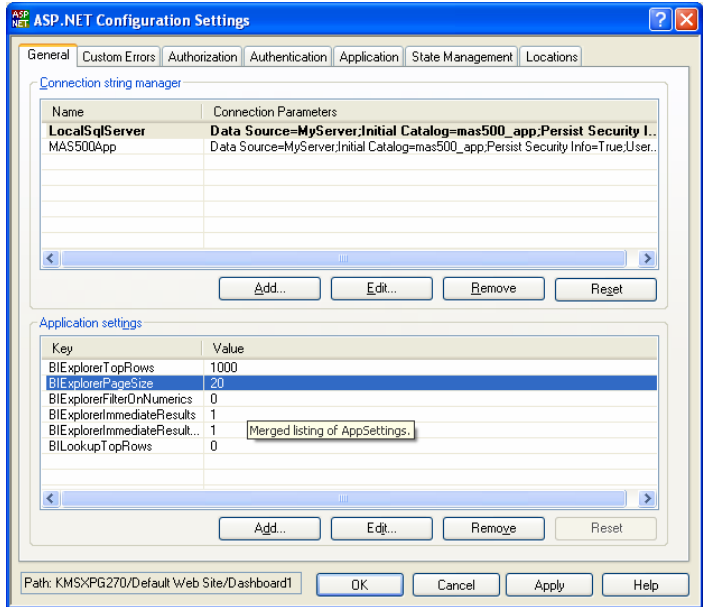 ASP.NET Configuration Settings
General Custom Errors Authorization Authentication Application State Management Locations
Connection string manager
Name Connection Parameters
LocalSqlServer Data Source=MyServer;Initial Catalog=mas500_app;Persist Security I..
MAS500App Data Source=MyServer;Initial Catalog=mas500_app;Persist Security Info=True;User..
Add... Edit... Remove Reset
Application settings
Key Value
BIExplorerTopRows 1000
BIExplorerPageSize 20
BIExplorerFilterOnNumerics 0
BIExplorerImmediateResults 1
BIExplorerImmediateResult... 1
Merged listing of AppSettings.
BILookupTopRows 0
Add... Edit... Remove Reset
Path: KMSXPG270/Default Web Site/Dashboard1 OK Cancel Apply Help